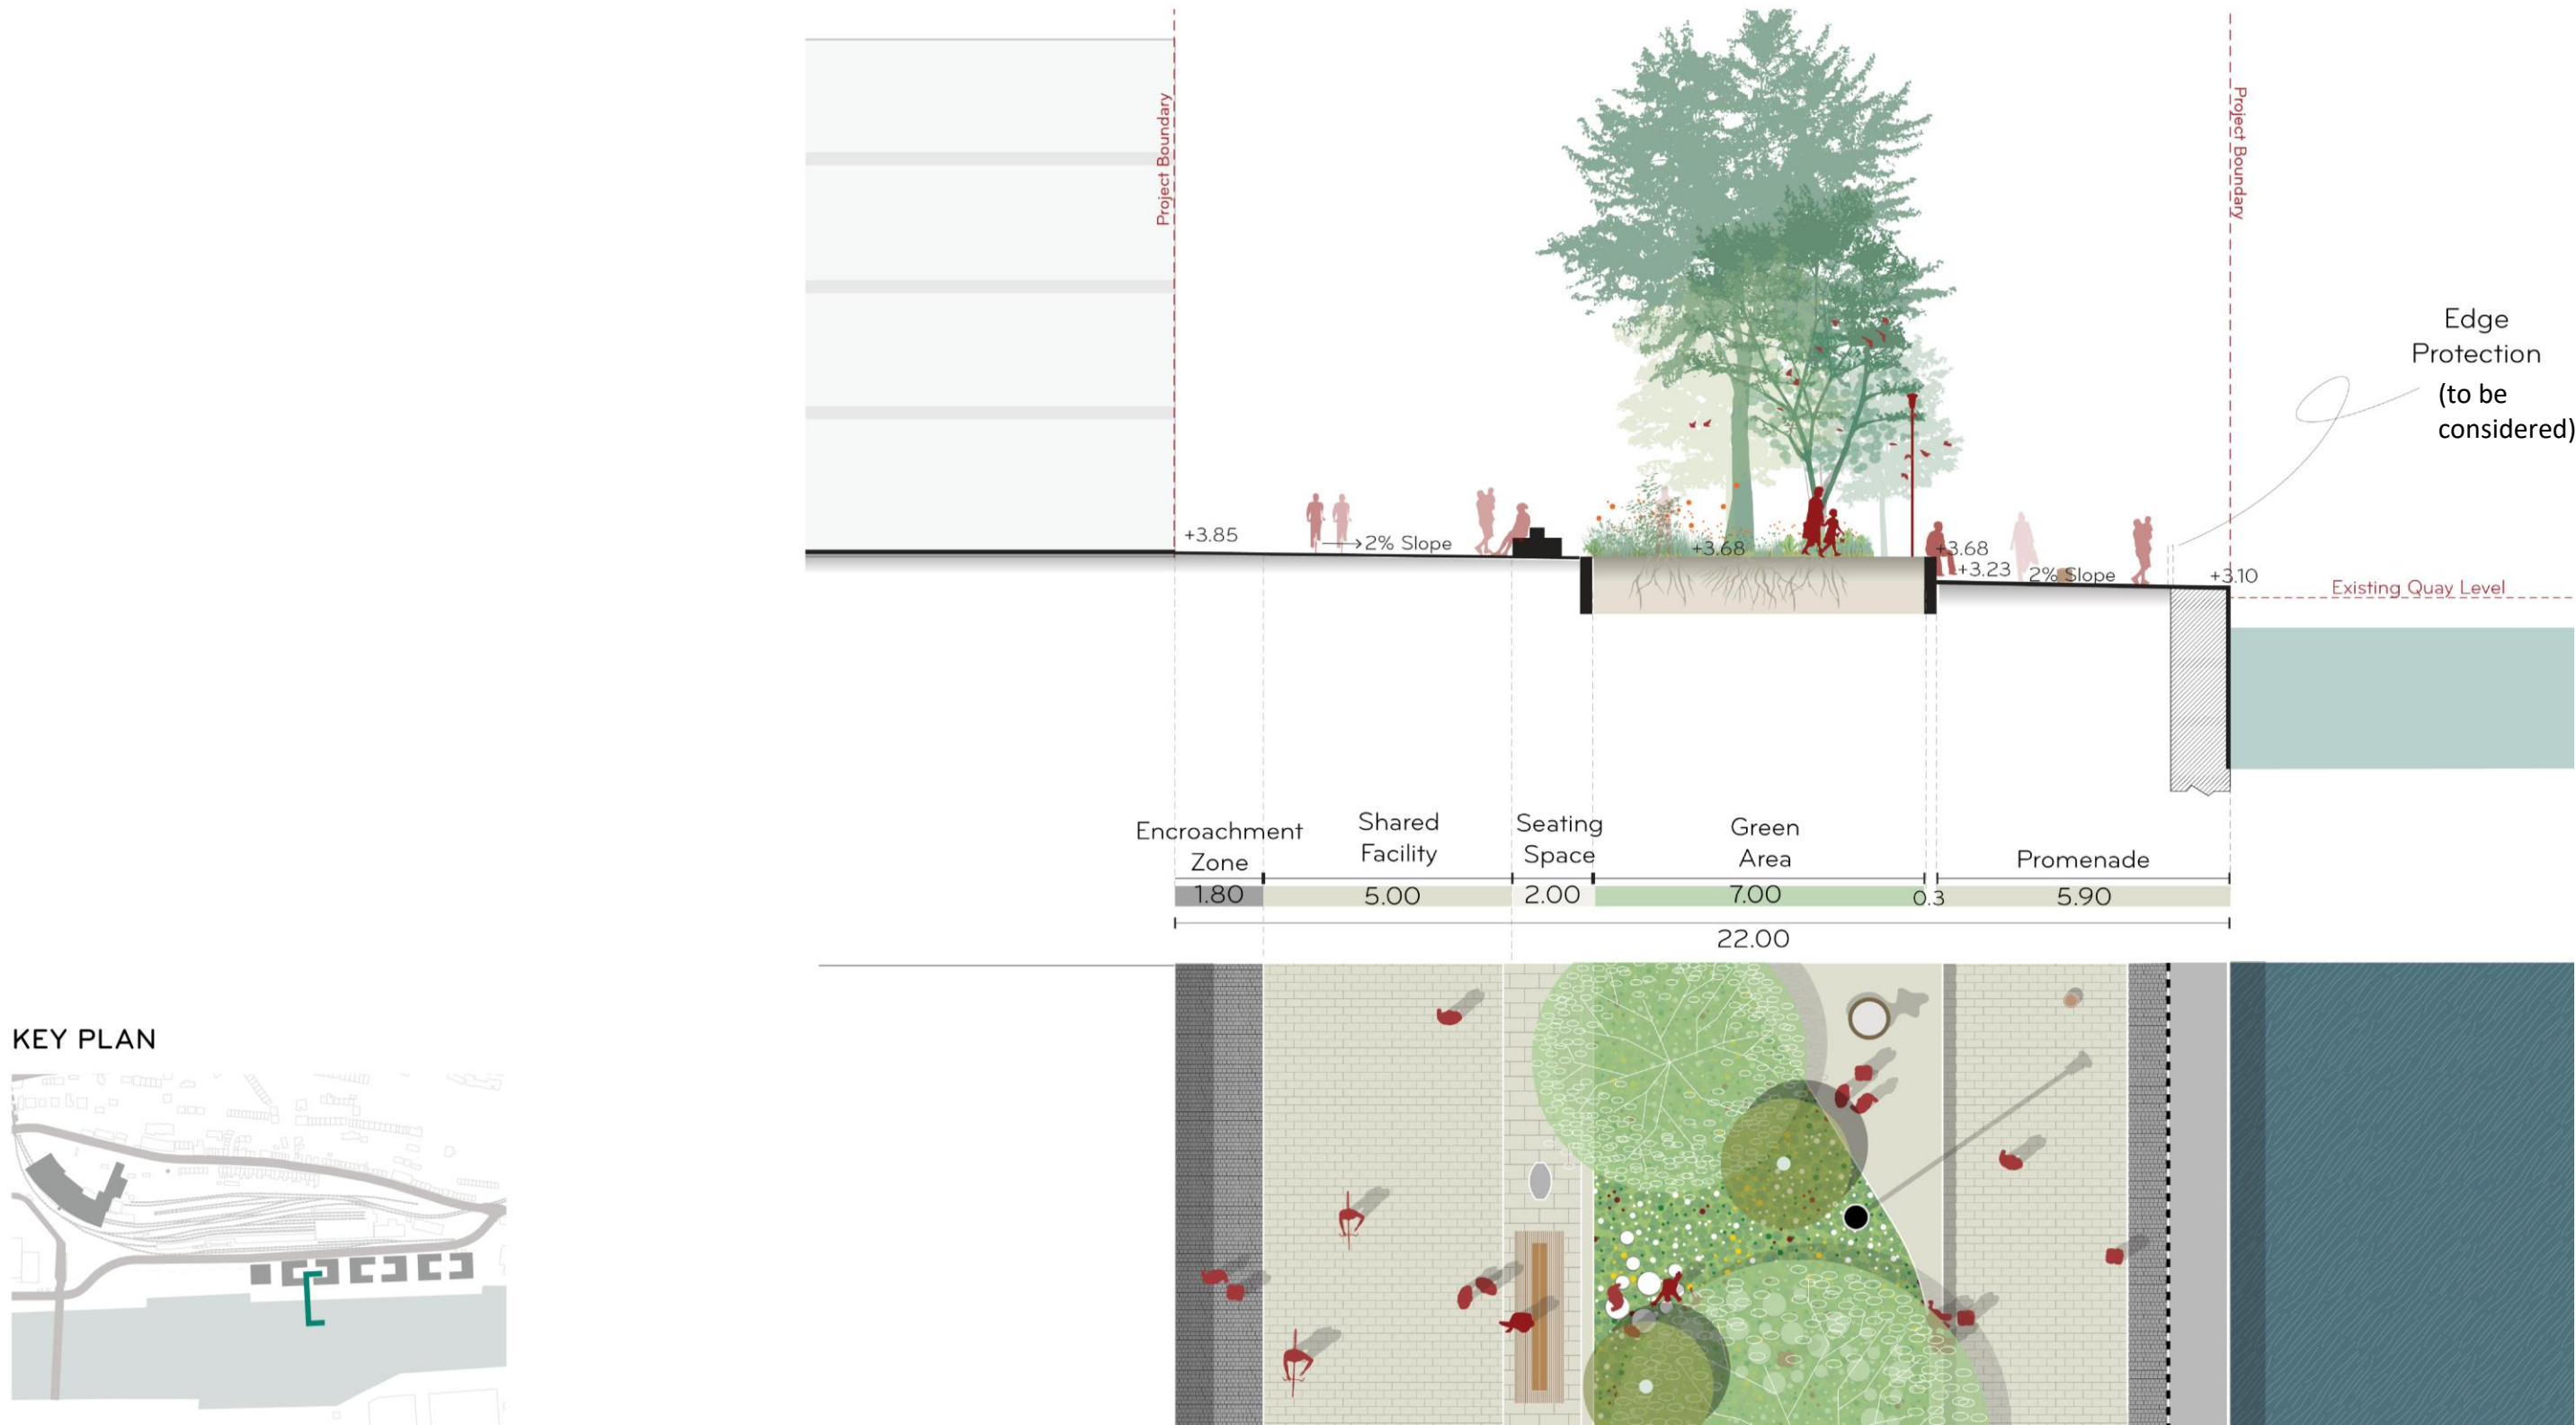 Project Boundary
Project Boundary
Edge
Protection
(to be
considered)
+3.85
2% Slope
+3.68
+3.68
+3.23
2% Slope
+3.10
Existing Quay Level
Encroachment
Zone
Shared
Facility
Seating
Space
Green
Area
Promenade
1.80
5.00
2.00
7.00
0.3
5.90
22.00
KEY PLAN